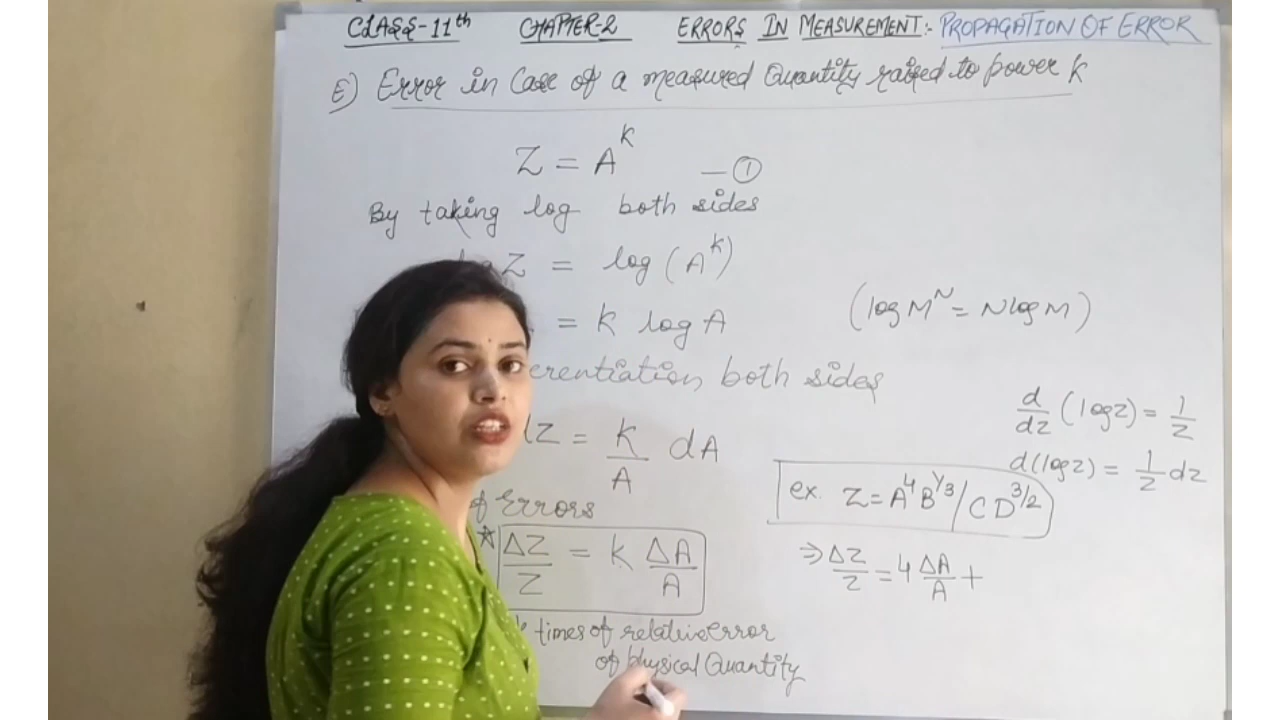 CLASS-11th CHAPTER-2 ERRORS IN MEASUREMENT:- PROPAGATION OF ERROR
E) Error in Case of a measured Quantity raised to power k
Z = A^k —①
By taking log both sides
Z = log (A^k)
= k log A
(log M^N = N log M)
erentiation both sides
dZ = k/A dA
d/dz (log z) = 1/z
d(log z) = 1/z dz
of Errors
ex. Z = A^4 B^1/3 / C D^3/2
* ΔZ/Z = k ΔA/A
⇒ ΔZ/Z = 4 ΔA/A +
times of relative error
of physical Quantity